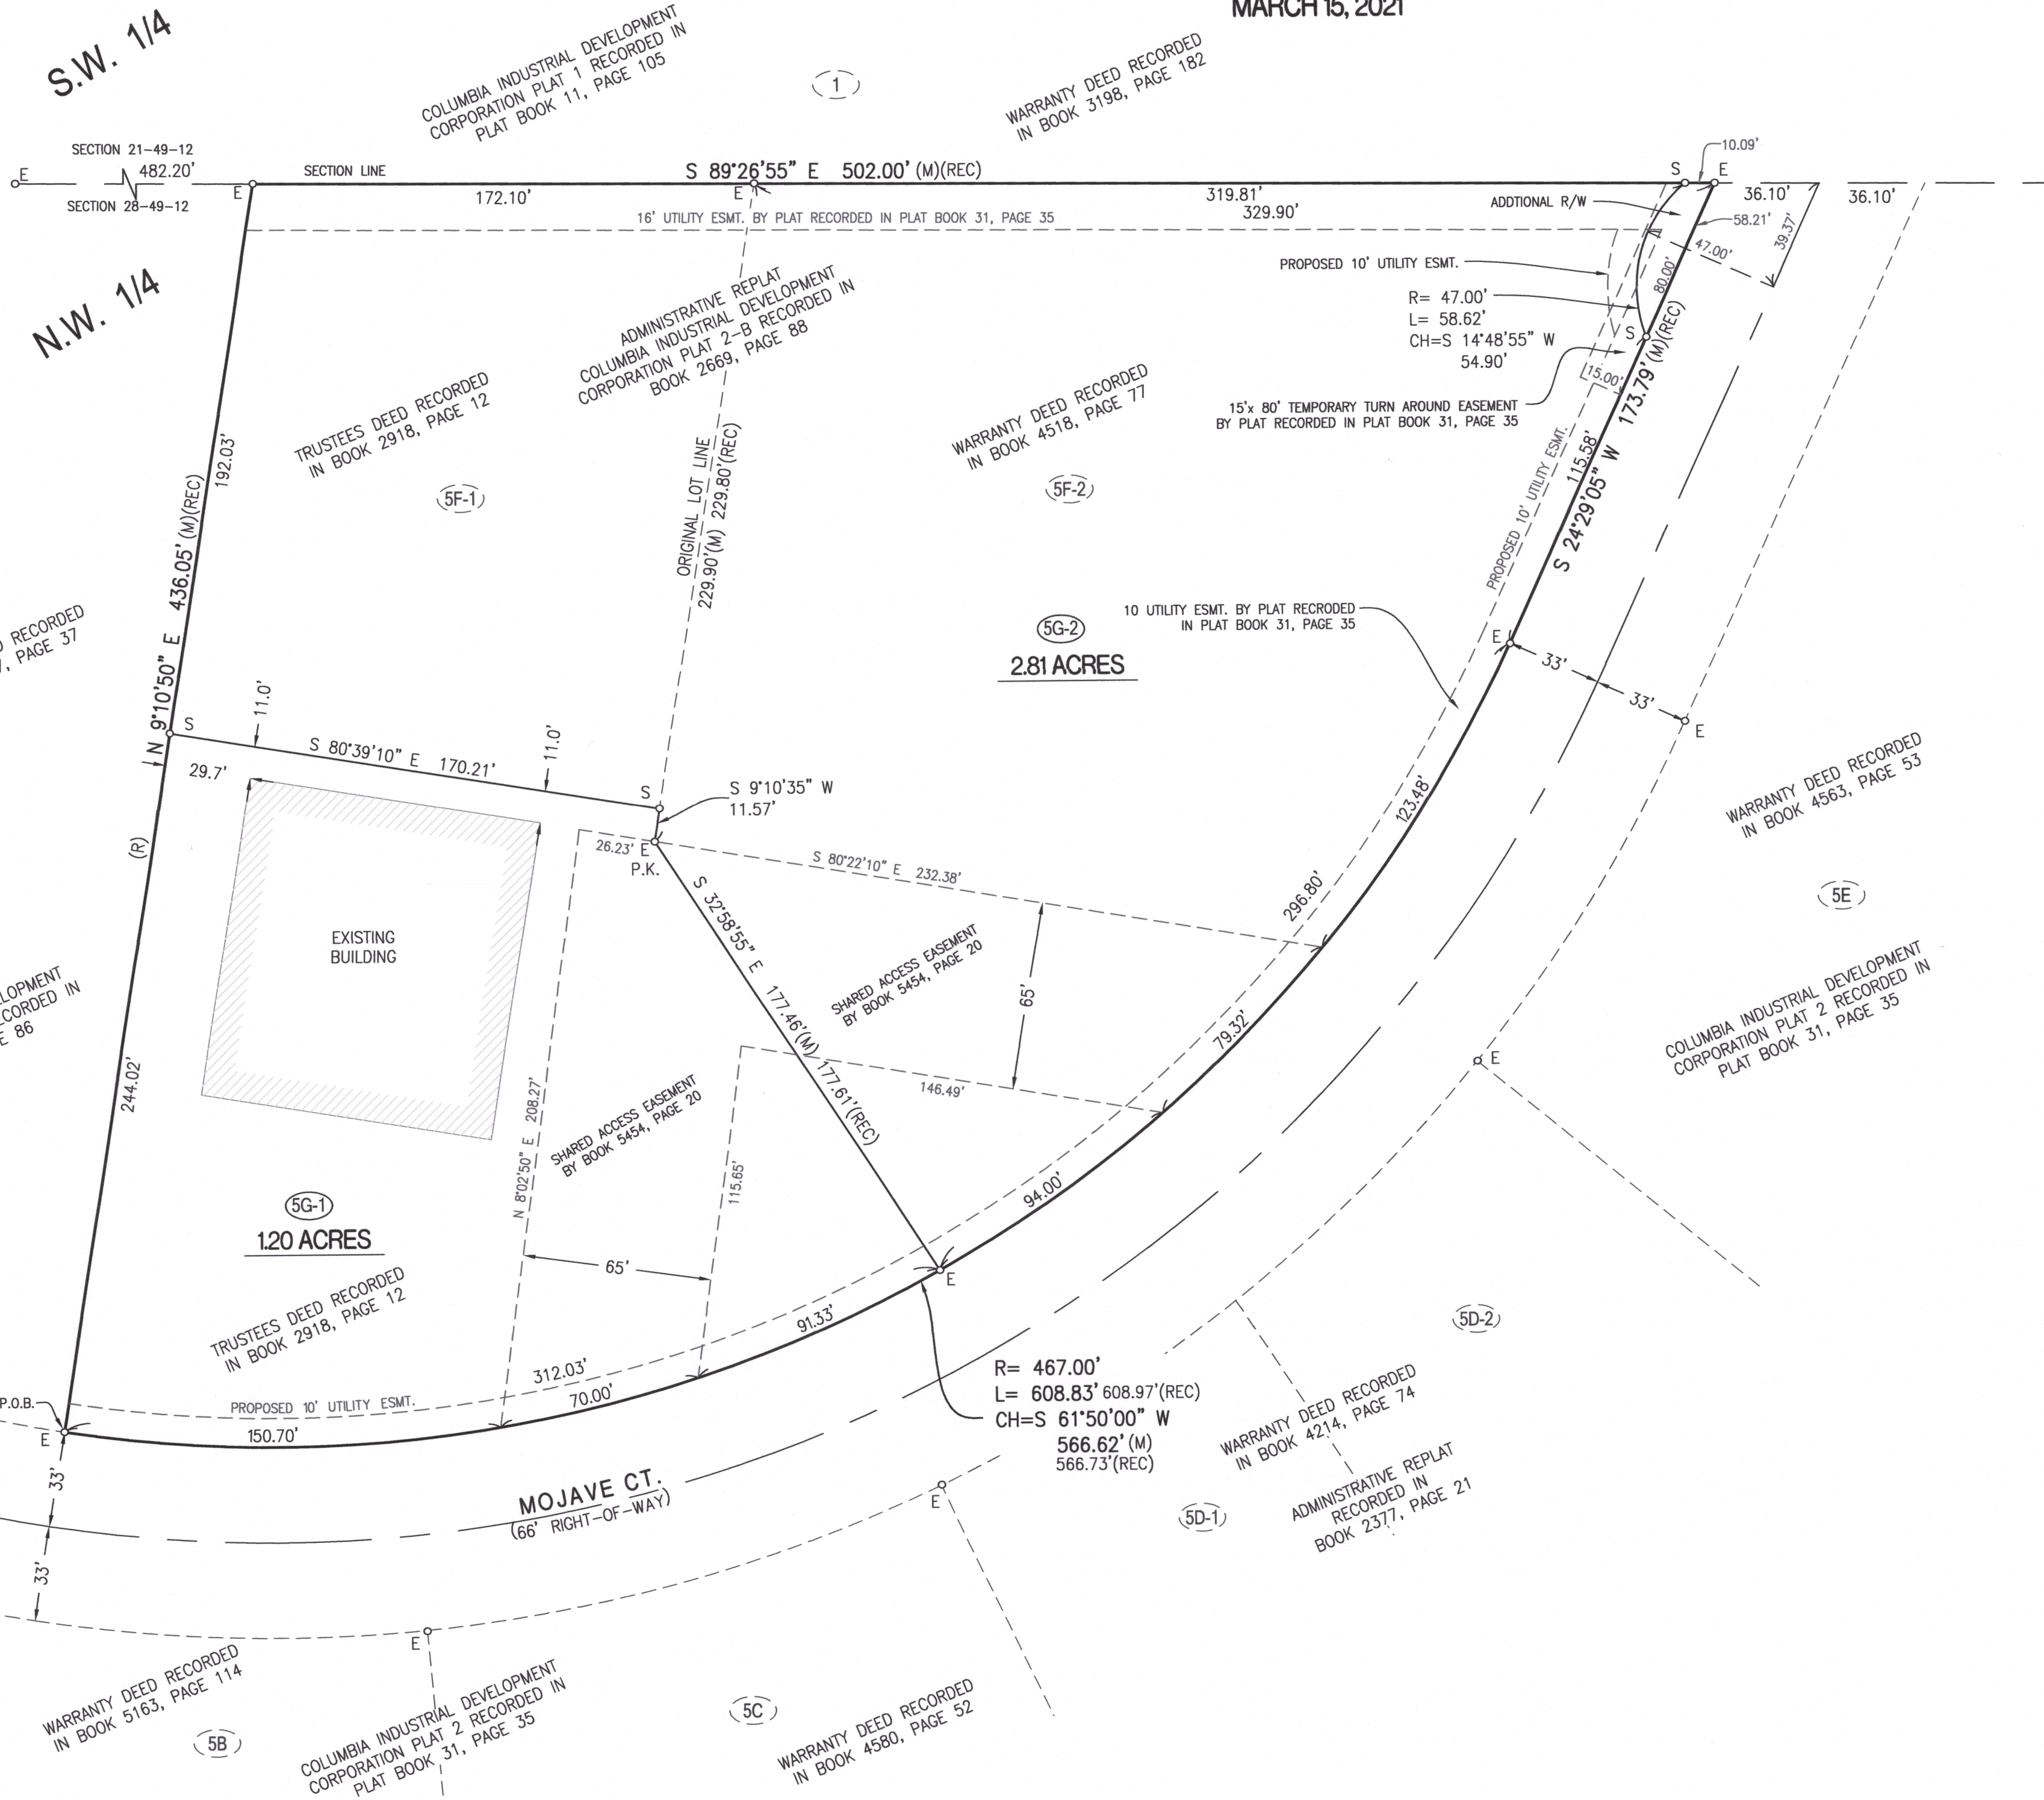 MARCH 15, 2021
S.W. 1/4
COLUMBIA INDUSTRIAL DEVELOPMENT
CORPORATION PLAT 1 RECORDED IN
PLAT BOOK 11, PAGE 105
1
WARRANTY DEED RECORDED
IN BOOK 3198, PAGE 182
SECTION 21-49-12
482.20'
SECTION 28-49-12
E
E
SECTION LINE
S 89°26'55" E 502.00' (M)(REC)
E
172.10'
319.81'
329.90'
10.09'
S
E
36.10'
36.10'
16' UTILITY ESMT. BY PLAT RECORDED IN PLAT BOOK 31, PAGE 35
ADDTIONAL R/W
58.21'
39.37'
47.00'
80.00'
PROPOSED 10' UTILITY ESMT.
R= 47.00'
L= 58.62'
CH=S 14°48'55" W
54.90'
S
N.W. 1/4
ADMINISTRATIVE REPLAT
COLUMBIA INDUSTRIAL DEVELOPMENT
CORPORATION PLAT 2-B RECORDED IN
BOOK 2669, PAGE 88
TRUSTEES DEED RECORDED
IN BOOK 2918, PAGE 12
5F-1
192.03'
N 9°10'50" E 436.05' (M)(REC)
ORIGINAL LOT LINE
229.90'(M) 229.80'(REC)
WARRANTY DEED RECORDED
IN BOOK 4518, PAGE 77
5F-2
15'x 80' TEMPORARY TURN AROUND EASEMENT
BY PLAT RECORDED IN PLAT BOOK 31, PAGE 35
15.00'
PROPOSED 10' UTILITY ESMT.
115.58'
S 24°29'05" W 173.79' (M)(REC)
RECORDED
, PAGE 37
10 UTILITY ESMT. BY PLAT RECRODED
IN PLAT BOOK 31, PAGE 35
5G-2
2.81 ACRES
E
33'
33'
E
S
11.0'
S 80°39'10" E 170.21'
11.0'
29.7'
S
S 9°10'35" W
11.57'
26.23'
E
P.K.
S 80°22'10" E 232.38'
123.48'
296.80'
WARRANTY DEED RECORDED
IN BOOK 4563, PAGE 53
5E
(R)
EXISTING
BUILDING
S 32°58'55" E 177.46'(M) 177.61'(REC)
SHARED ACCESS EASEMENT
BY BOOK 5454, PAGE 20
65'
79.32'
146.49'
COLUMBIA INDUSTRIAL DEVELOPMENT
CORPORATION PLAT 2 RECORDED IN
PLAT BOOK 31, PAGE 35
E
LOPMENT
CORDED IN
E 86
244.02'
N 8°02'50" E 208.27'
SHARED ACCESS EASEMENT
BY BOOK 5454, PAGE 20
115.65'
94.00'
5G-1
1.20 ACRES
65'
TRUSTEES DEED RECORDED
IN BOOK 2918, PAGE 12
E
91.33'
312.03'
70.00'
P.O.B.
PROPOSED 10' UTILITY ESMT.
150.70'
E
R= 467.00'
L= 608.83' 608.97'(REC)
CH=S 61°50'00" W
566.62' (M)
566.73'(REC)
5D-2
WARRANTY DEED RECORDED
IN BOOK 4214, PAGE 74
ADMINISTRATIVE REPLAT
RECORDED IN
BOOK 2377, PAGE 21
33'
33'
MOJAVE CT.
(66' RIGHT-OF-WAY)
E
5D-1
E
WARRANTY DEED RECORDED
IN BOOK 5163, PAGE 114
5B
COLUMBIA INDUSTRIAL DEVELOPMENT
CORPORATION PLAT 2 RECORDED IN
PLAT BOOK 31, PAGE 35
5C
WARRANTY DEED RECORDED
IN BOOK 4580, PAGE 52